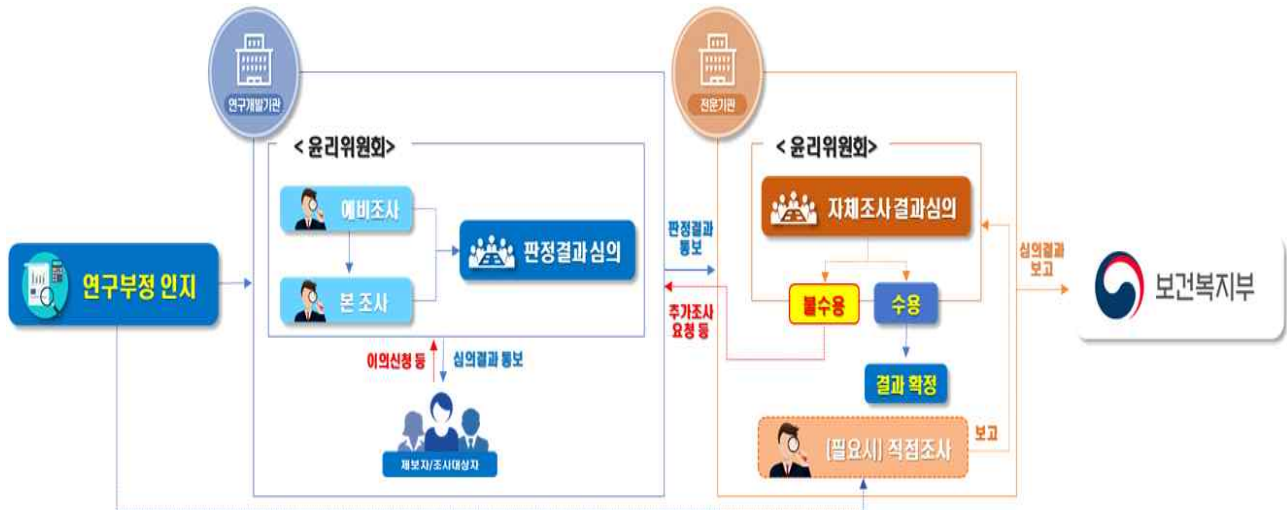 연구개발기관
전문기관
< 윤리위원회>
< 윤리위원회>
예비조사
자체조사 결과심의
판정결과
통보
심의결과
보고
판정결과 심의
연구부정 인지
보건복지부
본 조사
불수용
수용
추가조사
요청 등
이의신청 등
심의결과 통보
결과 확정
(필요시) 직접조사
보고
제보자/조사대상자